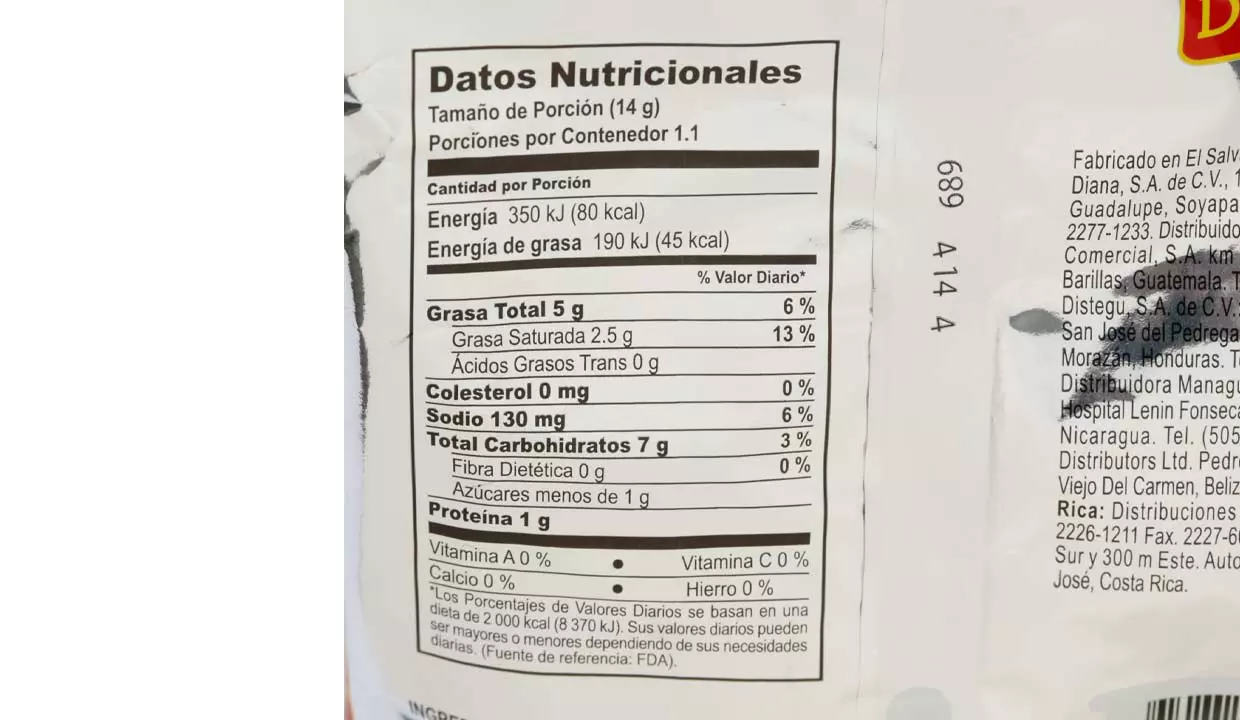 Datos Nutricionales
Tamaño de Porción (14 g)
Porciones por Contenedor 1.1
Cantidad por Porción
Energía 350 kJ (80 kcal)
Energía de grasa 190 kJ (45 kcal)
% Valor Diario*
Grasa Total 5 g 6 %
Grasa Saturada 2.5 g 13 %
Ácidos Grasos Trans 0 g
Colesterol 0 mg 0 %
Sodio 130 mg 6 %
Total Carbohidratos 7 g 3 %
Fibra Dietética 0 g 0 %
Azúcares menos de 1 g
Proteína 1 g
Vitamina A 0 % • Vitamina C 0 %
Calcio 0 % • Hierro 0 %
*Los Porcentajes de Valores Diarios se basan en una
dieta de 2 000 kcal (8 370 kJ). Sus valores diarios pueden
ser mayores o menores dependiendo de sus necesidades
diarias. (Fuente de referencia: FDA).
689 414 4
Fabricado en El Salv
Diana, S.A. de C.V., 1
Guadalupe, Soyapa
2277-1233. Distribuido
Comercial, S.A. km
Barillas, Guatemala. T
Distegu, S.A. de C.V.
San José del Pedrega
Morazán, Honduras. T
Distribuidora Managu
Hospital Lenin Fonseca
Nicaragua. Tel. (505
Distributors Ltd. Pedr
Viejo Del Carmen, Beliz
Rica: Distribuciones
2226-1211 Fax. 2227-6
Sur y 300 m Este. Auto
José, Costa Rica.